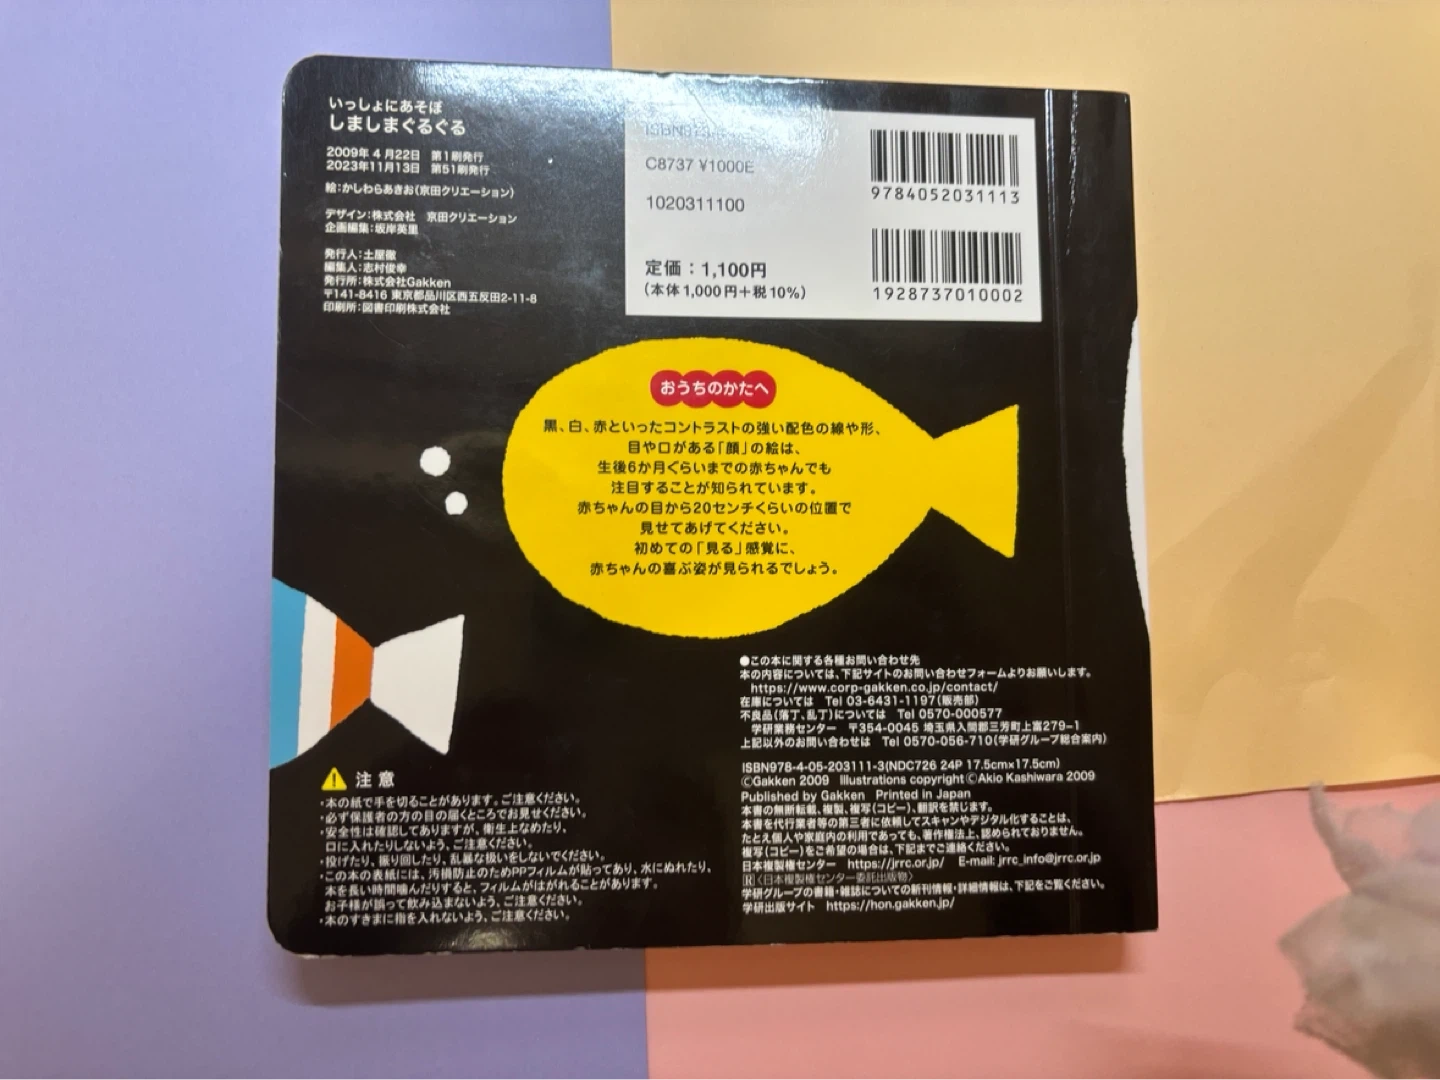 いっしょにあそぼ
しましまぐるぐる
2009年 4月22日 第1刷発行
2023年11月13日 第51刷発行
絵:かしわらあきお(京田クリエーション)
デザイン:株式会社 京田クリエーション
企画編集:坂岸英里
発行人:土屋徹
編集人:志村俊幸
発行所:株式会社Gakken
〒141-8416 東京都品川区西五反田2-11-8
印刷所:図書印刷株式会社
C8737 ¥1000E
1020311100
定価:1,100円
(本体1,000円+税10%)
9784052031113
1928737010002
おうちのかたへ
黒、白、赤といったコントラストの強い配色の線や形、
目や口がある「顔」の絵は、
生後6か月ぐらいまでの赤ちゃんでも
注目することが知られています。
赤ちゃんの目から20センチくらいの位置で
見せてあげてください。
初めての「見る」感覚に、
赤ちゃんの喜ぶ姿が見られるでしょう。
注意
・本の紙で手を切ることがあります。ご注意ください。
・必ず保護者の方の目の届くところでお見せください。
・安全性は確認してありますが、衛生上なめたり、
口に入れたりしないよう、ご注意ください。
・投げたり、振り回したり、乱暴な扱いをしないでください。
・この本の表紙には、汚損防止のためPPフィルムが貼ってあり、水にぬれたり、
本を長い時間噛んだりすると、フィルムがはがれることがあります。
お子様が誤って飲み込まないよう、ご注意ください。
・本のすきまに指を入れないよう、ご注意ください。
●この本に関する各種お問い合わせ先
本の内容については、下記サイトのお問い合わせフォームよりお願いします。
https://www.corp-gakken.co.jp/contact/
在庫については Tel 03-6431-1197(販売部)
不良品(落丁、乱丁)については Tel 0570-000577
学研業務センター 〒354-0045 埼玉県入間郡三芳町上富279-1
上記以外のお問い合わせは Tel 0570-056-710(学研グループ総合案内)
ISBN978-4-05-203111-3(NDC726 24P 17.5cm×17.5cm)
©Gakken 2009 Illustrations copyright ©Akio Kashiwara 2009
Published by Gakken Printed in Japan
本書の無断転載、複製、複写(コピー)、翻訳を禁じます。
本書を代行業者等の第三者に依頼してスキャンやデジタル化することは、
たとえ個人や家庭内の利用であっても、著作権法上、認められておりません。
複写(コピー)をご希望の場合は、下記までご連絡ください。
日本複製権センター https://jrrc.or.jp/ E-mail: jrrc_info@jrrc.or.jp
R〈日本複製権センター委託出版物〉
学研グループの書籍・雑誌についての新刊情報・詳細情報は、下記をご覧ください。
学研出版サイト https://hon.gakken.jp/